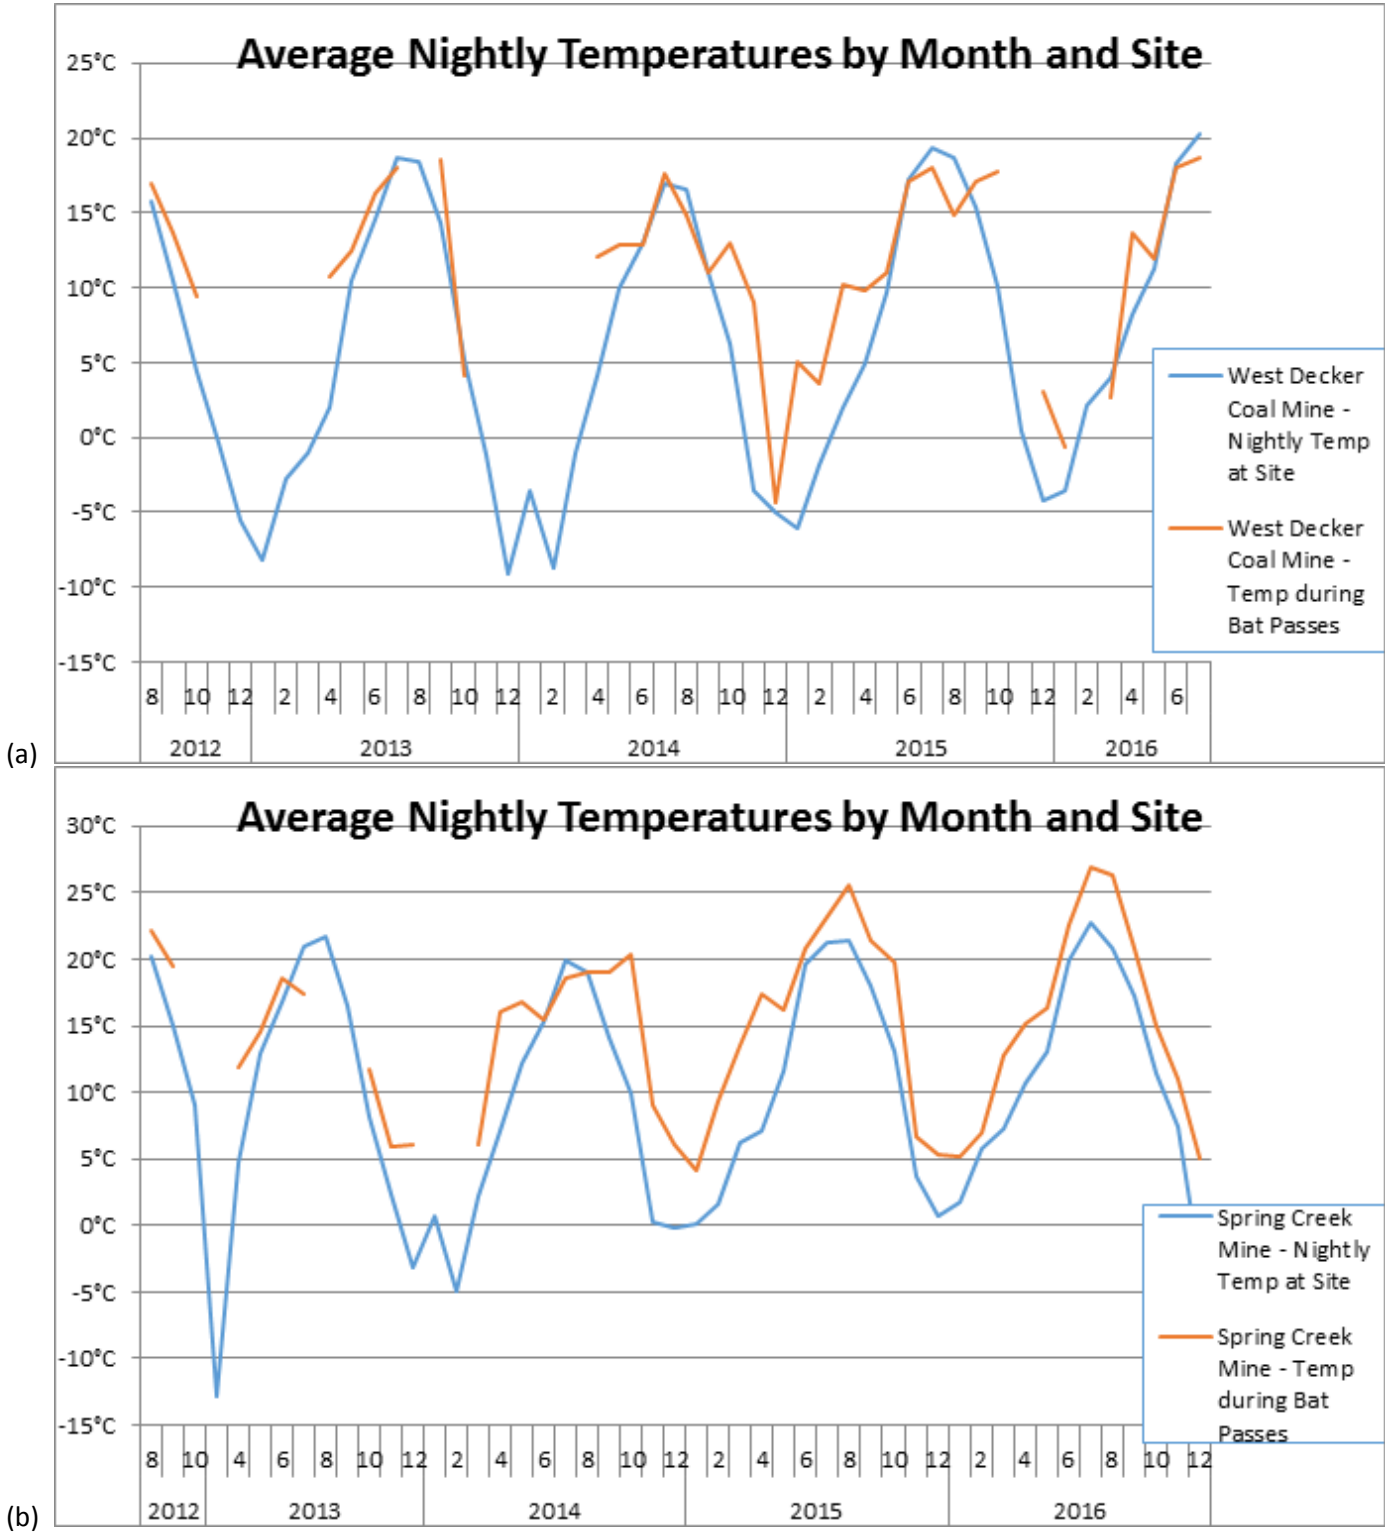 Average Nightly Temperatures by Month and Site
25°C
20°C
15°C
10°C
5°C
0°C
-5°C
-10°C
-15°C
West Decker
Coal Mine -
Nightly Temp
at Site
West Decker
Coal Mine -
Temp during
Bat Passes
8 10 12 2 4 6 8 10 12 2 4 6 8 10 12 2 4 6 8 10 12 2 4 6
2012 2013 2014 2015 2016
(a)
Average Nightly Temperatures by Month and Site
30°C
25°C
20°C
15°C
10°C
5°C
0°C
-5°C
-10°C
-15°C
Spring Creek
Mine - Nightly
Temp at Site
Spring Creek
Mine - Temp
during Bat
Passes
8 10 4 6 8 10 12 2 4 6 8 10 12 2 4 6 8 10 12 2 4 6 8 10 12
2012 2013 2014 2015 2016
(b)